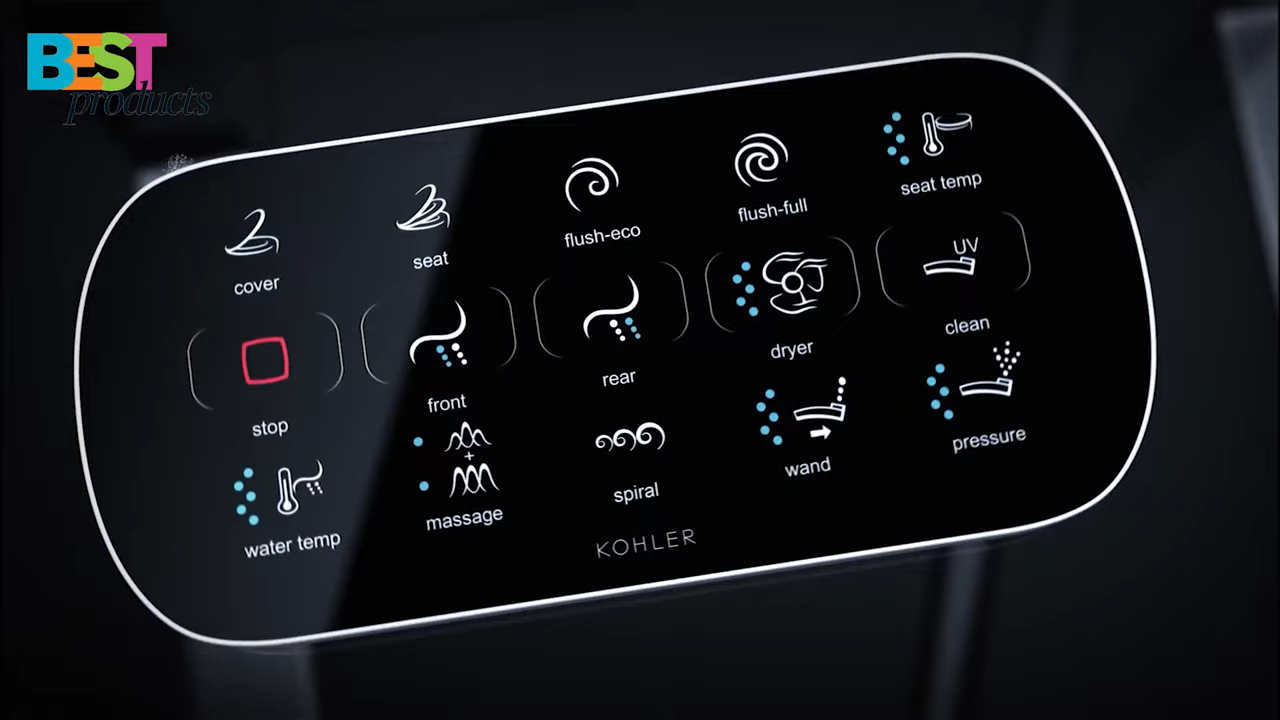 BEST
products
cover
seat
flush-eco
flush-full
seat temp
stop
front
rear
dryer
UV
clean
water temp
massage
spiral
wand
pressure
KOHLER